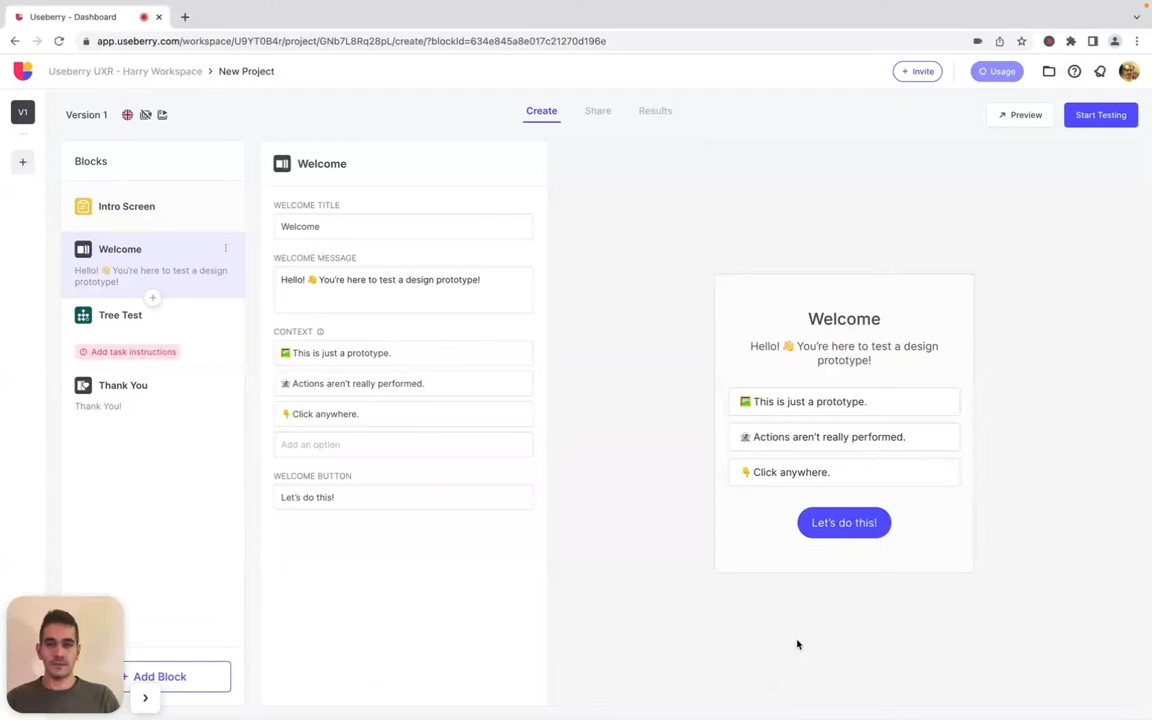 Useberry - Dashboard
app.useberry.com/workspace/U9YT0B4r/project/GNb7L8Rq28pL/create/?blockId=634e845a8e017c21270d196e
Useberry UXR - Harry Workspace > New Project
+ Invite
Usage
V1
Version 1
Create
Share
Results
Preview
Start Testing
Blocks
Intro Screen
Welcome
Hello! 👋 You're here to test a design
prototype!
Tree Test
Add task instructions
Thank You
Thank You!
+ Add Block
Welcome
WELCOME TITLE
Welcome
WELCOME MESSAGE
Hello! 👋 You're here to test a design prototype!
CONTEXT
This is just a prototype.
Actions aren't really performed.
👇 Click anywhere.
Add an option
WELCOME BUTTON
Let's do this!
Welcome
Hello! 👋 You're here to test a design
prototype!
This is just a prototype.
Actions aren't really performed.
👇 Click anywhere.
Let's do this!